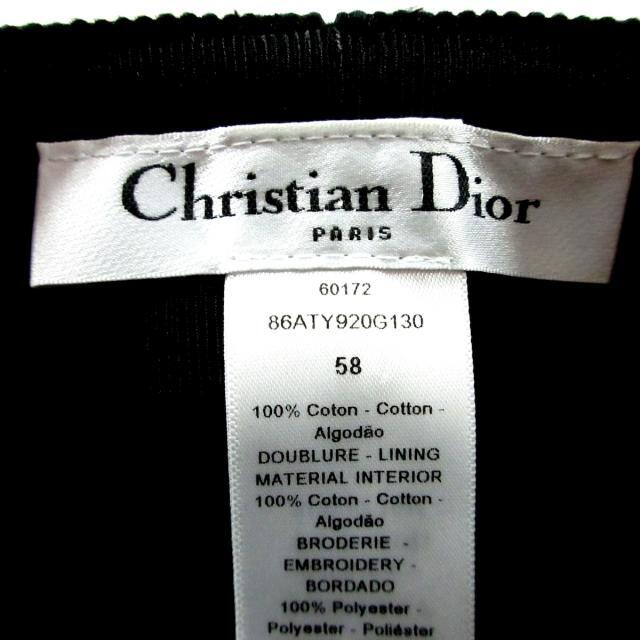 Christian Dior
PARIS
60172
86ATY920G130
58
100% Coton - Cotton -
Algodão
DOUBLURE - LINING
MATERIAL INTERIOR
100% Coton - Cotton -
Algodão
BRODERIE -
EMBROIDERY -
BORDADO
100% Polyester -
Polyester - Poliéster